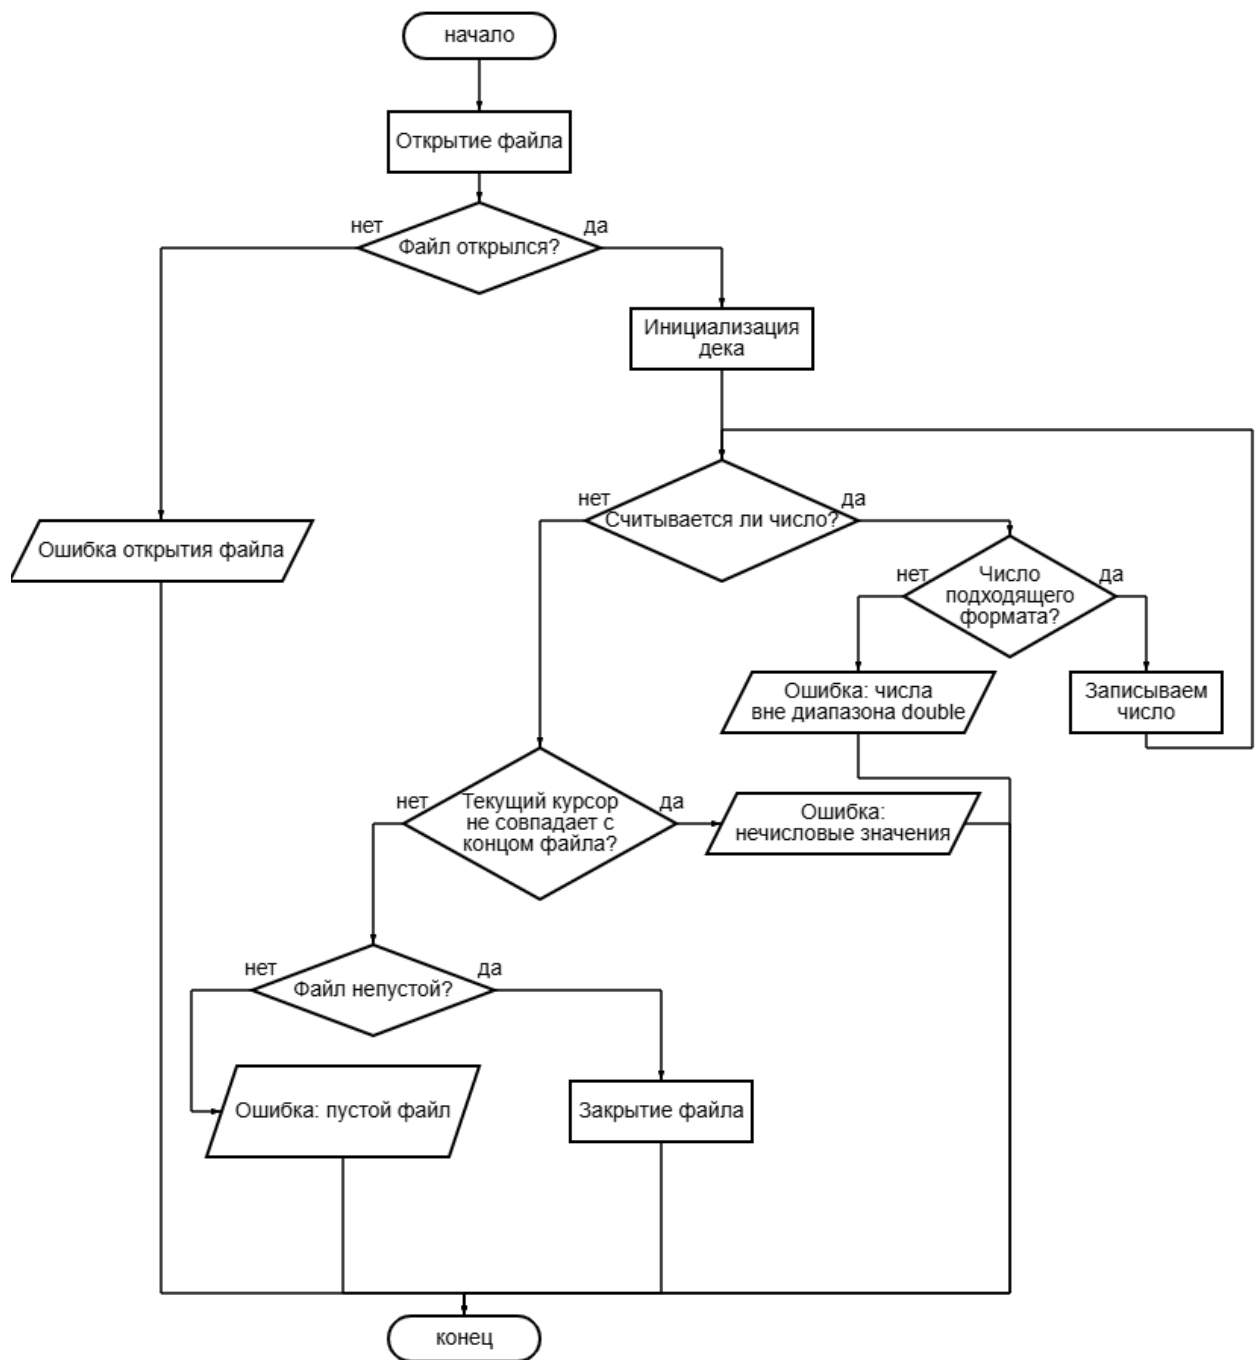 начало
Открытие файла
нет
да
Файл открылся?
Инициализация
дека
нет
да
Считывается ли число?
Ошибка открытия файла
нет
да
Число
подходящего
формата?
Ошибка: числа
вне диапазона double
Записываем
число
нет
да
Текущий курсор
не совпадает с
концом файла?
Ошибка:
нечисловые значения
нет
да
Файл непустой?
Ошибка: пустой файл
Закрытие файла
конец